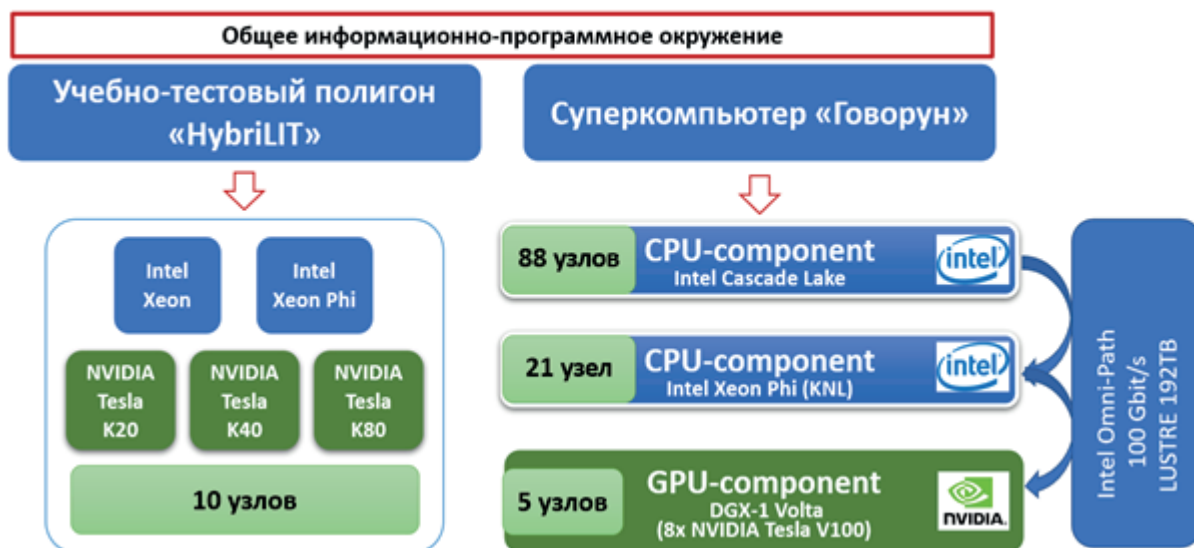 Общее информационно-программное окружение
Учебно-тестовый полигон
«HybriLIT»
Суперкомпьютер «Говорун»
Intel
Xeon
Intel
Xeon Phi
NVIDIA
Tesla
K20
NVIDIA
Tesla
K40
NVIDIA
Tesla
K80
10 узлов
88 узлов
CPU-component
Intel Cascade Lake
intel
21 узел
CPU-component
Intel Xeon Phi (KNL)
intel
5 узлов
GPU-component
DGX-1 Volta
(8x NVIDIA Tesla V100)
NVIDIA.
Intel Omni-Path
100 Gbit/s
LUSTRE 192TB